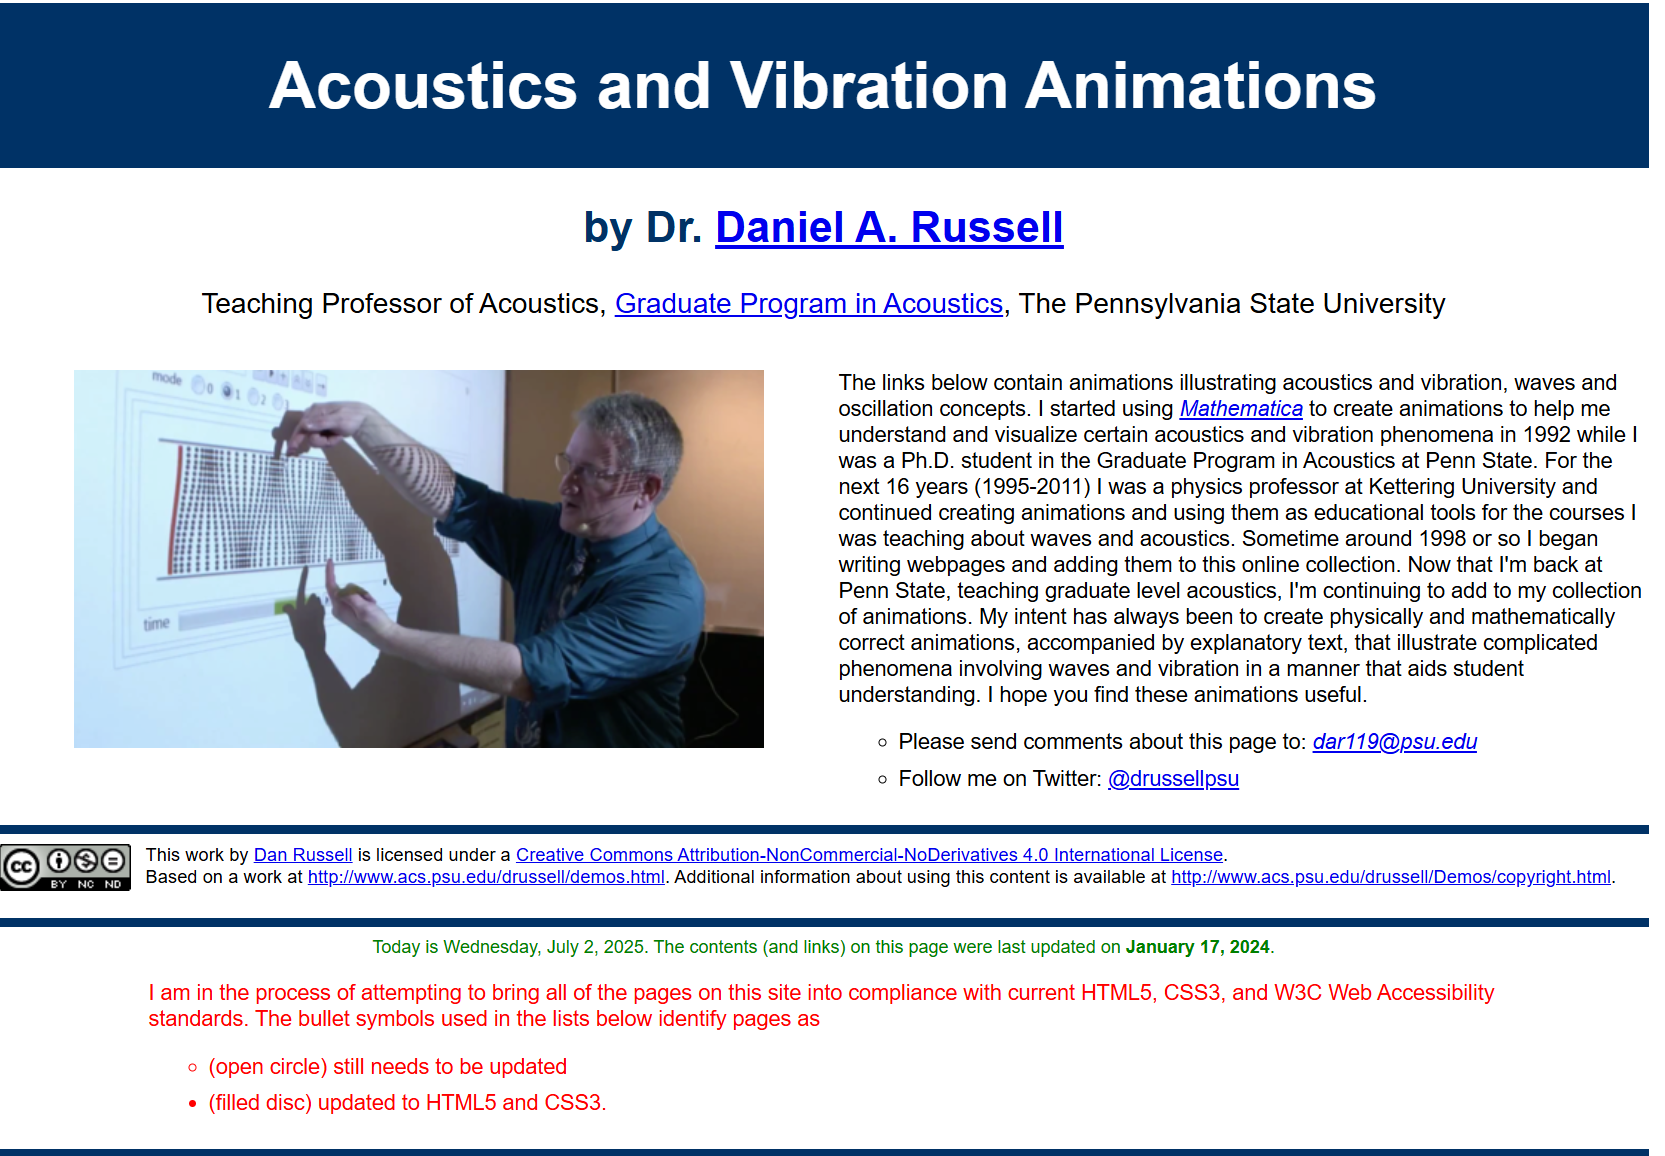 Acoustics and Vibration Animations
by Dr. Daniel A. Russell
Teaching Professor of Acoustics, Graduate Program in Acoustics, The Pennsylvania State University
mode 0 1 2 3
time
The links below contain animations illustrating acoustics and vibration, waves and
oscillation concepts. I started using Mathematica to create animations to help me
understand and visualize certain acoustics and vibration phenomena in 1992 while I
was a Ph.D. student in the Graduate Program in Acoustics at Penn State. For the
next 16 years (1995-2011) I was a physics professor at Kettering University and
continued creating animations and using them as educational tools for the courses I
was teaching about waves and acoustics. Sometime around 1998 or so I began
writing webpages and adding them to this online collection. Now that I'm back at
Penn State, teaching graduate level acoustics, I'm continuing to add to my collection
of animations. My intent has always been to create physically and mathematically
correct animations, accompanied by explanatory text, that illustrate complicated
phenomena involving waves and vibration in a manner that aids student
understanding. I hope you find these animations useful.
Please send comments about this page to: dar119@psu.edu
Follow me on Twitter: @drussellpsu
cc BY NC ND
This work by Dan Russell is licensed under a Creative Commons Attribution-NonCommercial-NoDerivatives 4.0 International License.
Based on a work at http://www.acs.psu.edu/drussell/demos.html. Additional information about using this content is available at http://www.acs.psu.edu/drussell/Demos/copyright.html.
Today is Wednesday, July 2, 2025. The contents (and links) on this page were last updated on January 17, 2024.
I am in the process of attempting to bring all of the pages on this site into compliance with current HTML5, CSS3, and W3C Web Accessibility
standards. The bullet symbols used in the lists below identify pages as
(open circle) still needs to be updated
(filled disc) updated to HTML5 and CSS3.